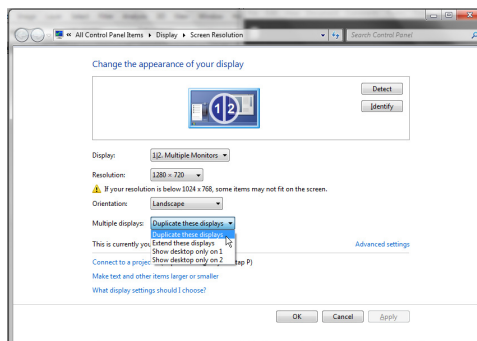 « All Control Panel Items ▸ Display ▸ Screen Resolution
Search Control Panel
Change the appearance of your display
1|2
Detect
Identify
Display: 1|2. Multiple Monitors
Resolution: 1280 × 720
If your resolution is below 1024 x 768, some items may not fit on the screen.
Orientation: Landscape
Multiple displays: Duplicate these displays
Duplicate these displays
Extend these displays
Show desktop only on 1
Show desktop only on 2
This is currently you
Advanced settings
Connect to a projec
tap P)
Make text and other items larger or smaller
What display settings should I choose?
OK Cancel Apply